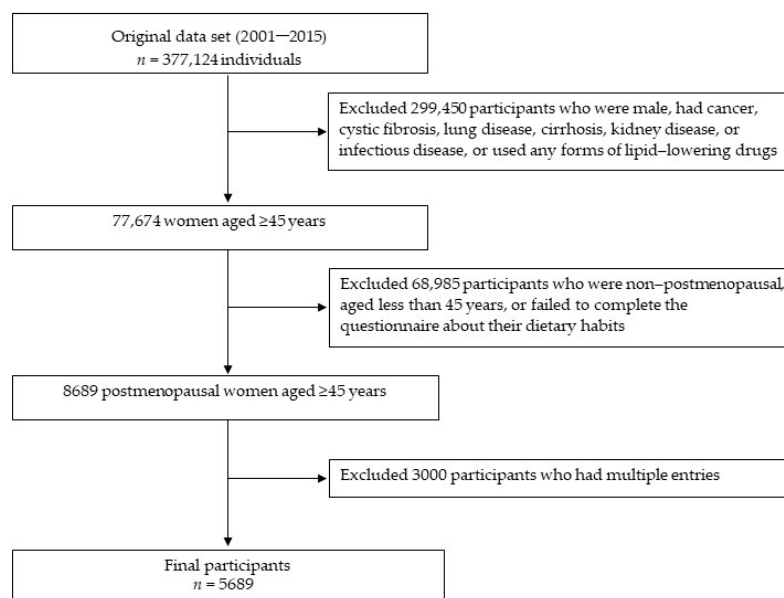 Original data set (2001—2015)
n = 377,124 individuals
Excluded 299,450 participants who were male, had cancer,
cystic fibrosis, lung disease, cirrhosis, kidney disease, or
infectious disease, or used any forms of lipid–lowering drugs
77,674 women aged ≥45 years
Excluded 68,985 participants who were non–postmenopausal,
aged less than 45 years, or failed to complete the
questionnaire about their dietary habits
8689 postmenopausal women aged ≥45 years
Excluded 3000 participants who had multiple entries
Final participants
n = 5689